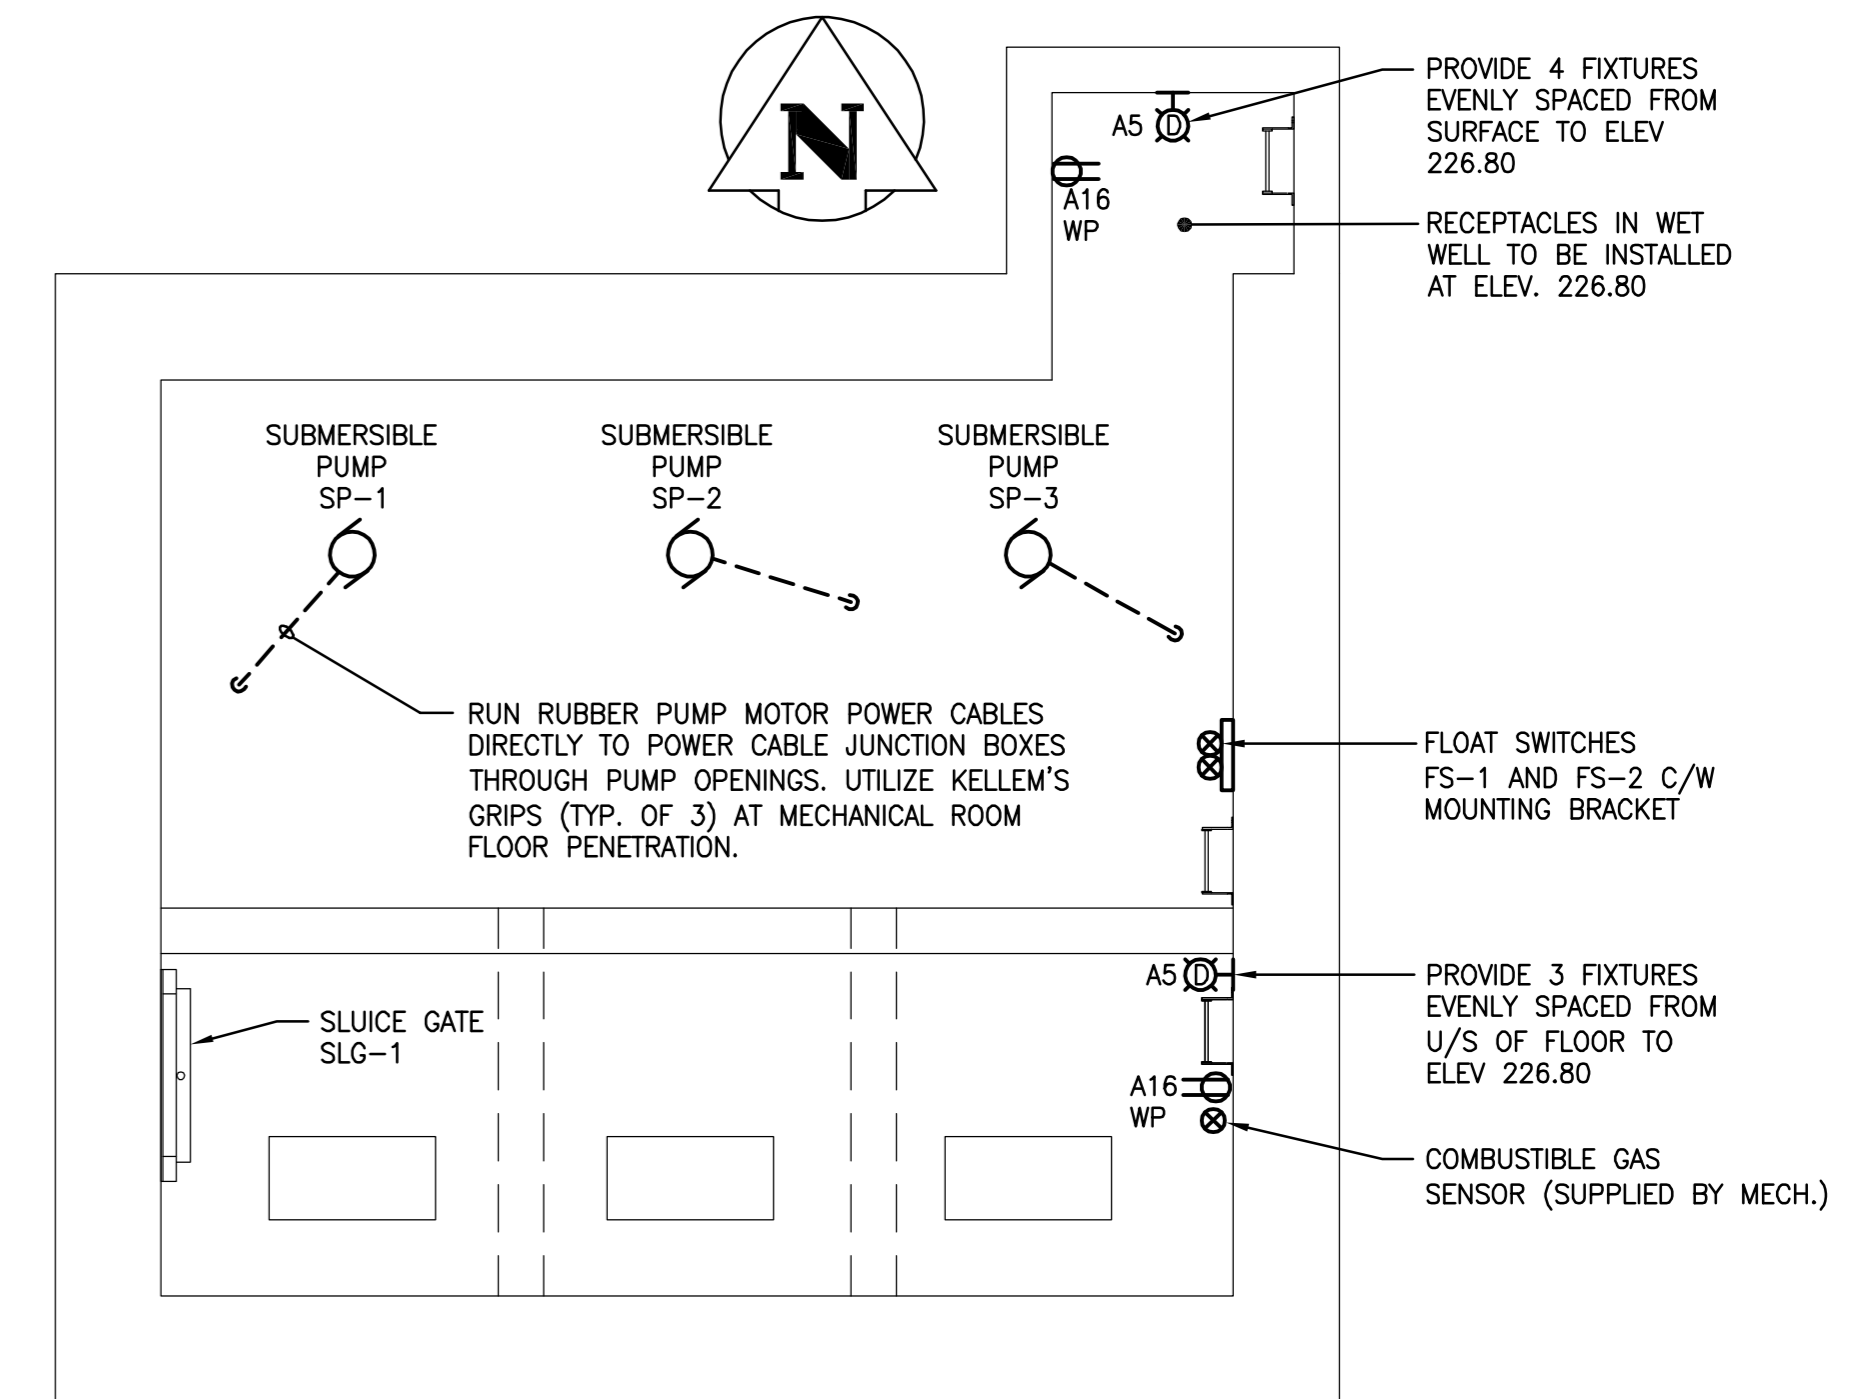 N
PROVIDE 4 FIXTURES
EVENLY SPACED FROM
SURFACE TO ELEV
226.80
A5 D
A16
WP
RECEPTACLES IN WET
WELL TO BE INSTALLED
AT ELEV. 226.80
SUBMERSIBLE
PUMP
SP-1
SUBMERSIBLE
PUMP
SP-2
SUBMERSIBLE
PUMP
SP-3
RUN RUBBER PUMP MOTOR POWER CABLES
DIRECTLY TO POWER CABLE JUNCTION BOXES
THROUGH PUMP OPENINGS. UTILIZE KELLEM'S
GRIPS (TYP. OF 3) AT MECHANICAL ROOM
FLOOR PENETRATION.
FLOAT SWITCHES
FS-1 AND FS-2 C/W
MOUNTING BRACKET
A5 D
PROVIDE 3 FIXTURES
EVENLY SPACED FROM
U/S OF FLOOR TO
ELEV 226.80
SLUICE GATE
SLG-1
A16
WP
COMBUSTIBLE GAS
SENSOR (SUPPLIED BY MECH.)